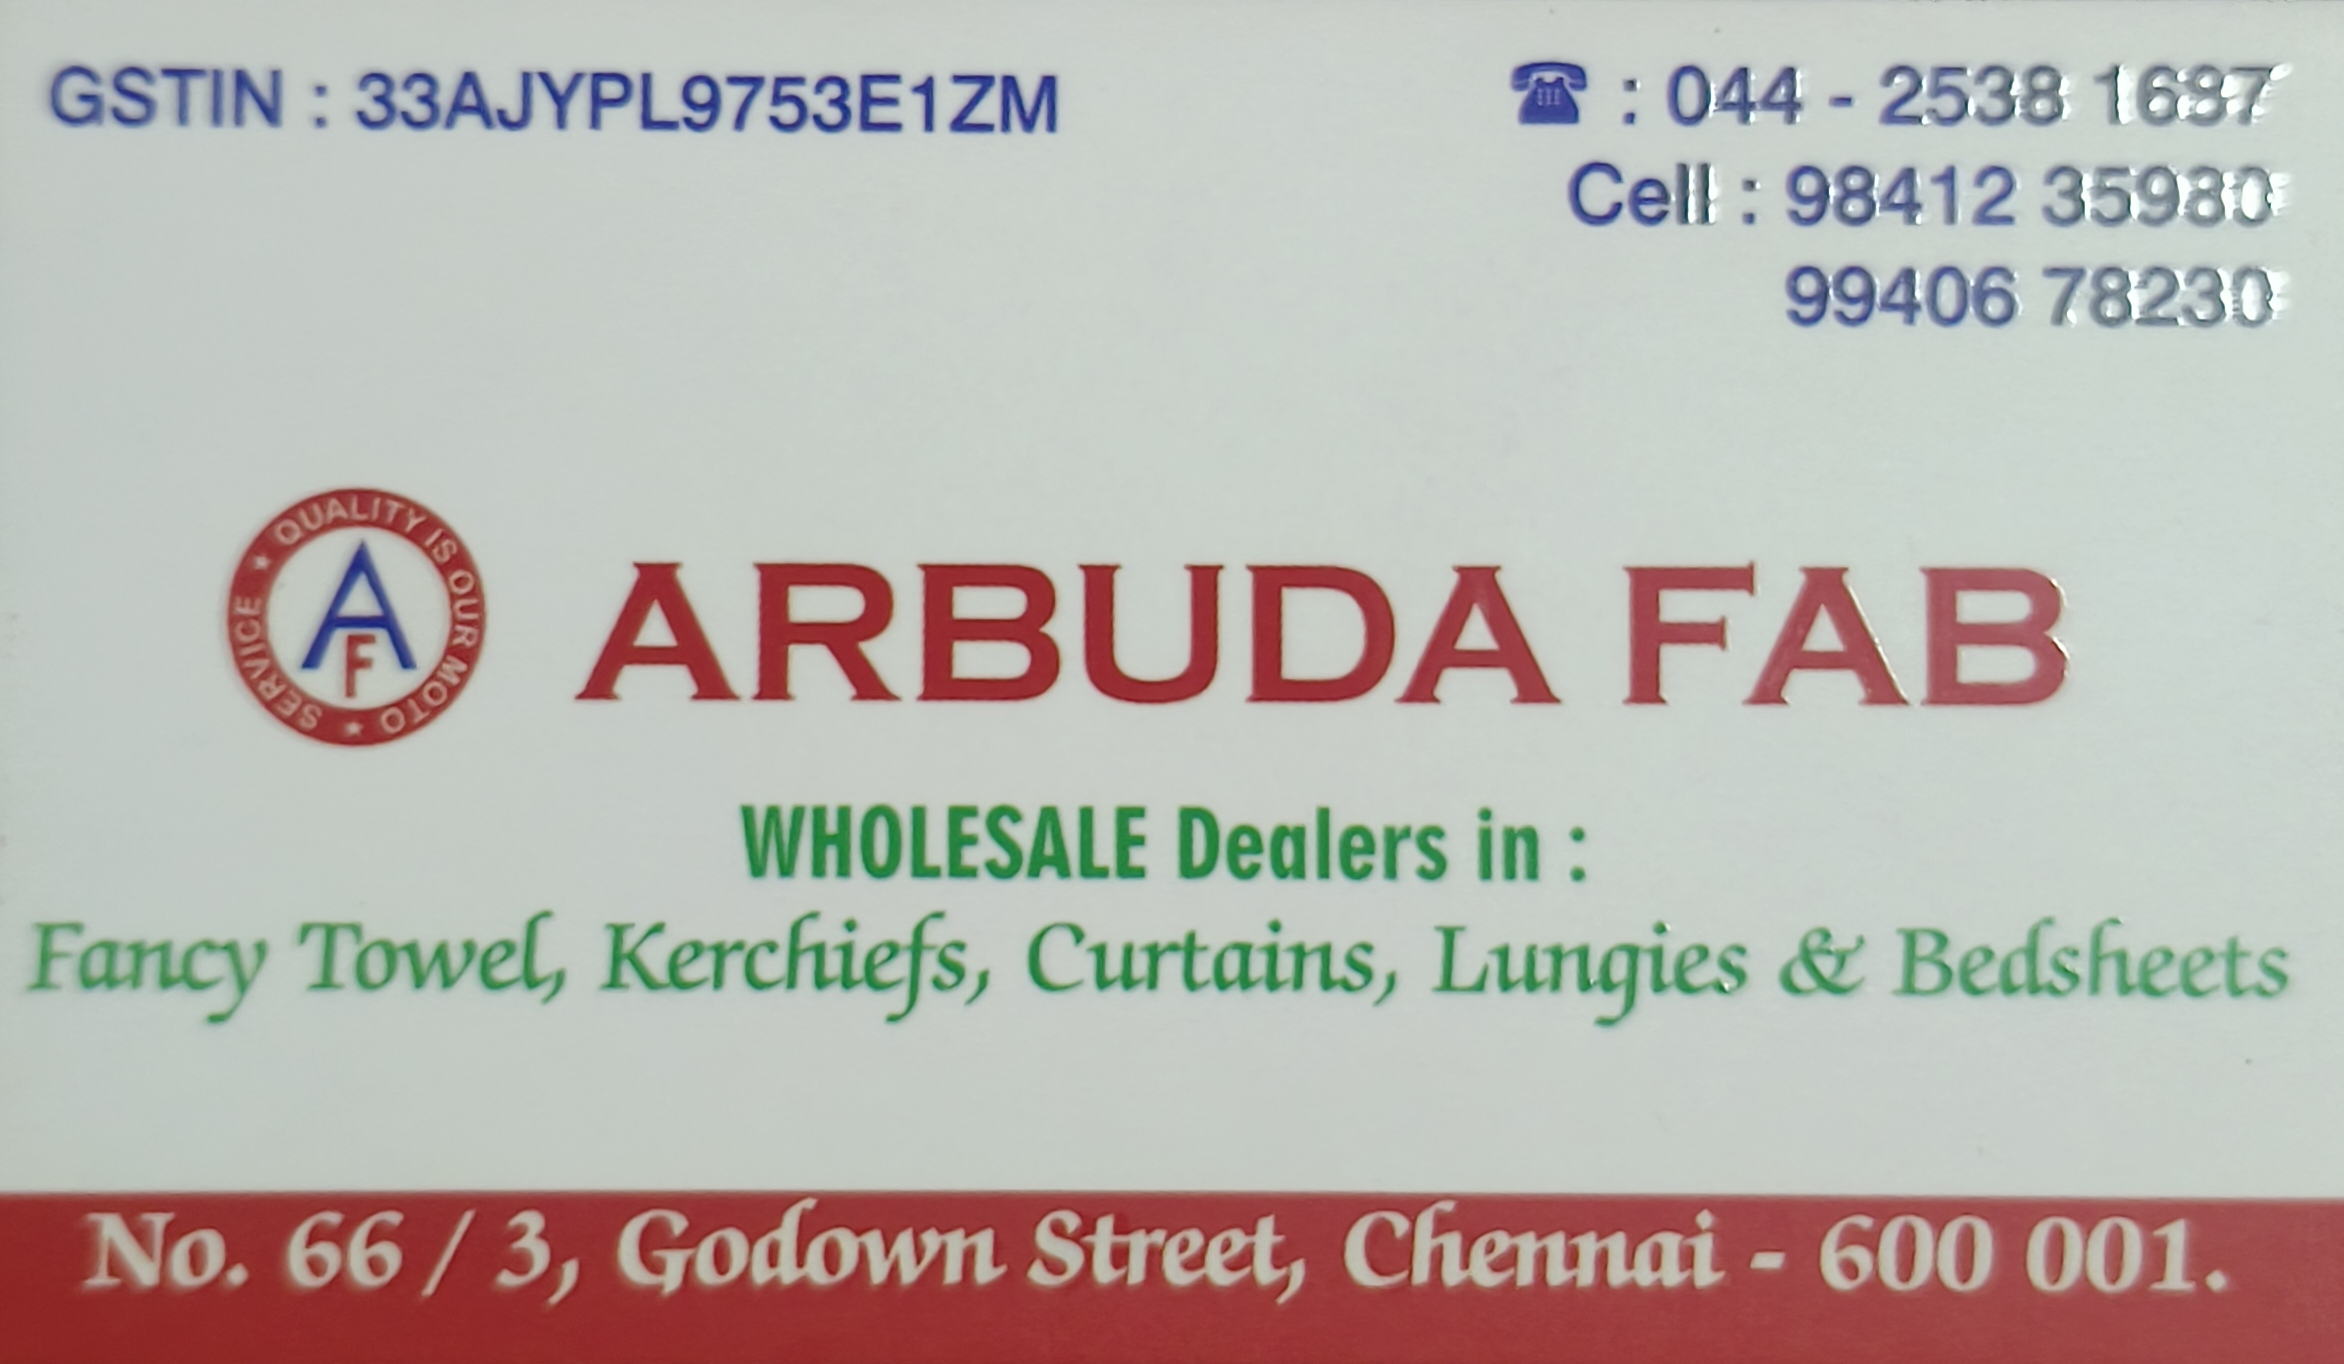 GSTIN : 33AJYPL9753E1ZM
☎ : 044 - 2538 1687
Cell : 98412 35980
99406 78230
QUALITY IS OUR MOTO ★ SERVICE ★
AF
ARBUDA FAB
WHOLESALE Dealers in :
Fancy Towel, Kerchiefs, Curtains, Lungies & Bedsheets
No. 66 / 3, Godown Street, Chennai - 600 001.